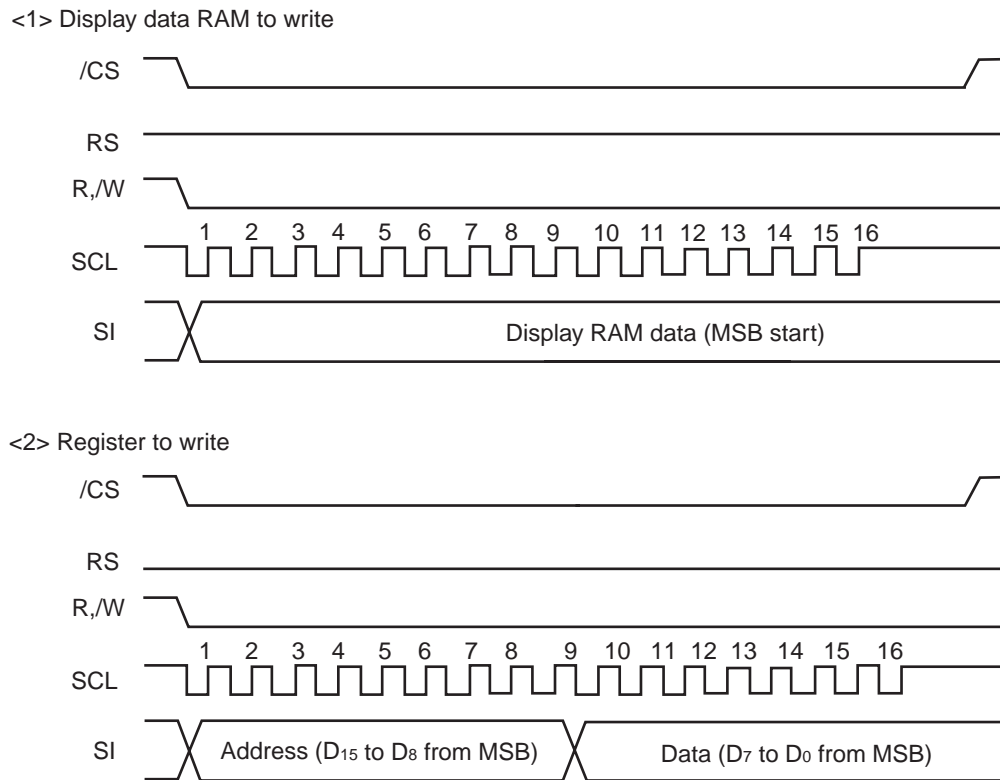 <1> Display data RAM to write
/CS
RS
R,/W
1 2 3 4 5 6 7 8 9 10 11 12 13 14 15 16
SCL
SI Display RAM data (MSB start)
<2> Register to write
/CS
RS
R,/W
1 2 3 4 5 6 7 8 9 10 11 12 13 14 15 16
SCL
SI Address (D15 to D8 from MSB) Data (D7 to D0 from MSB)